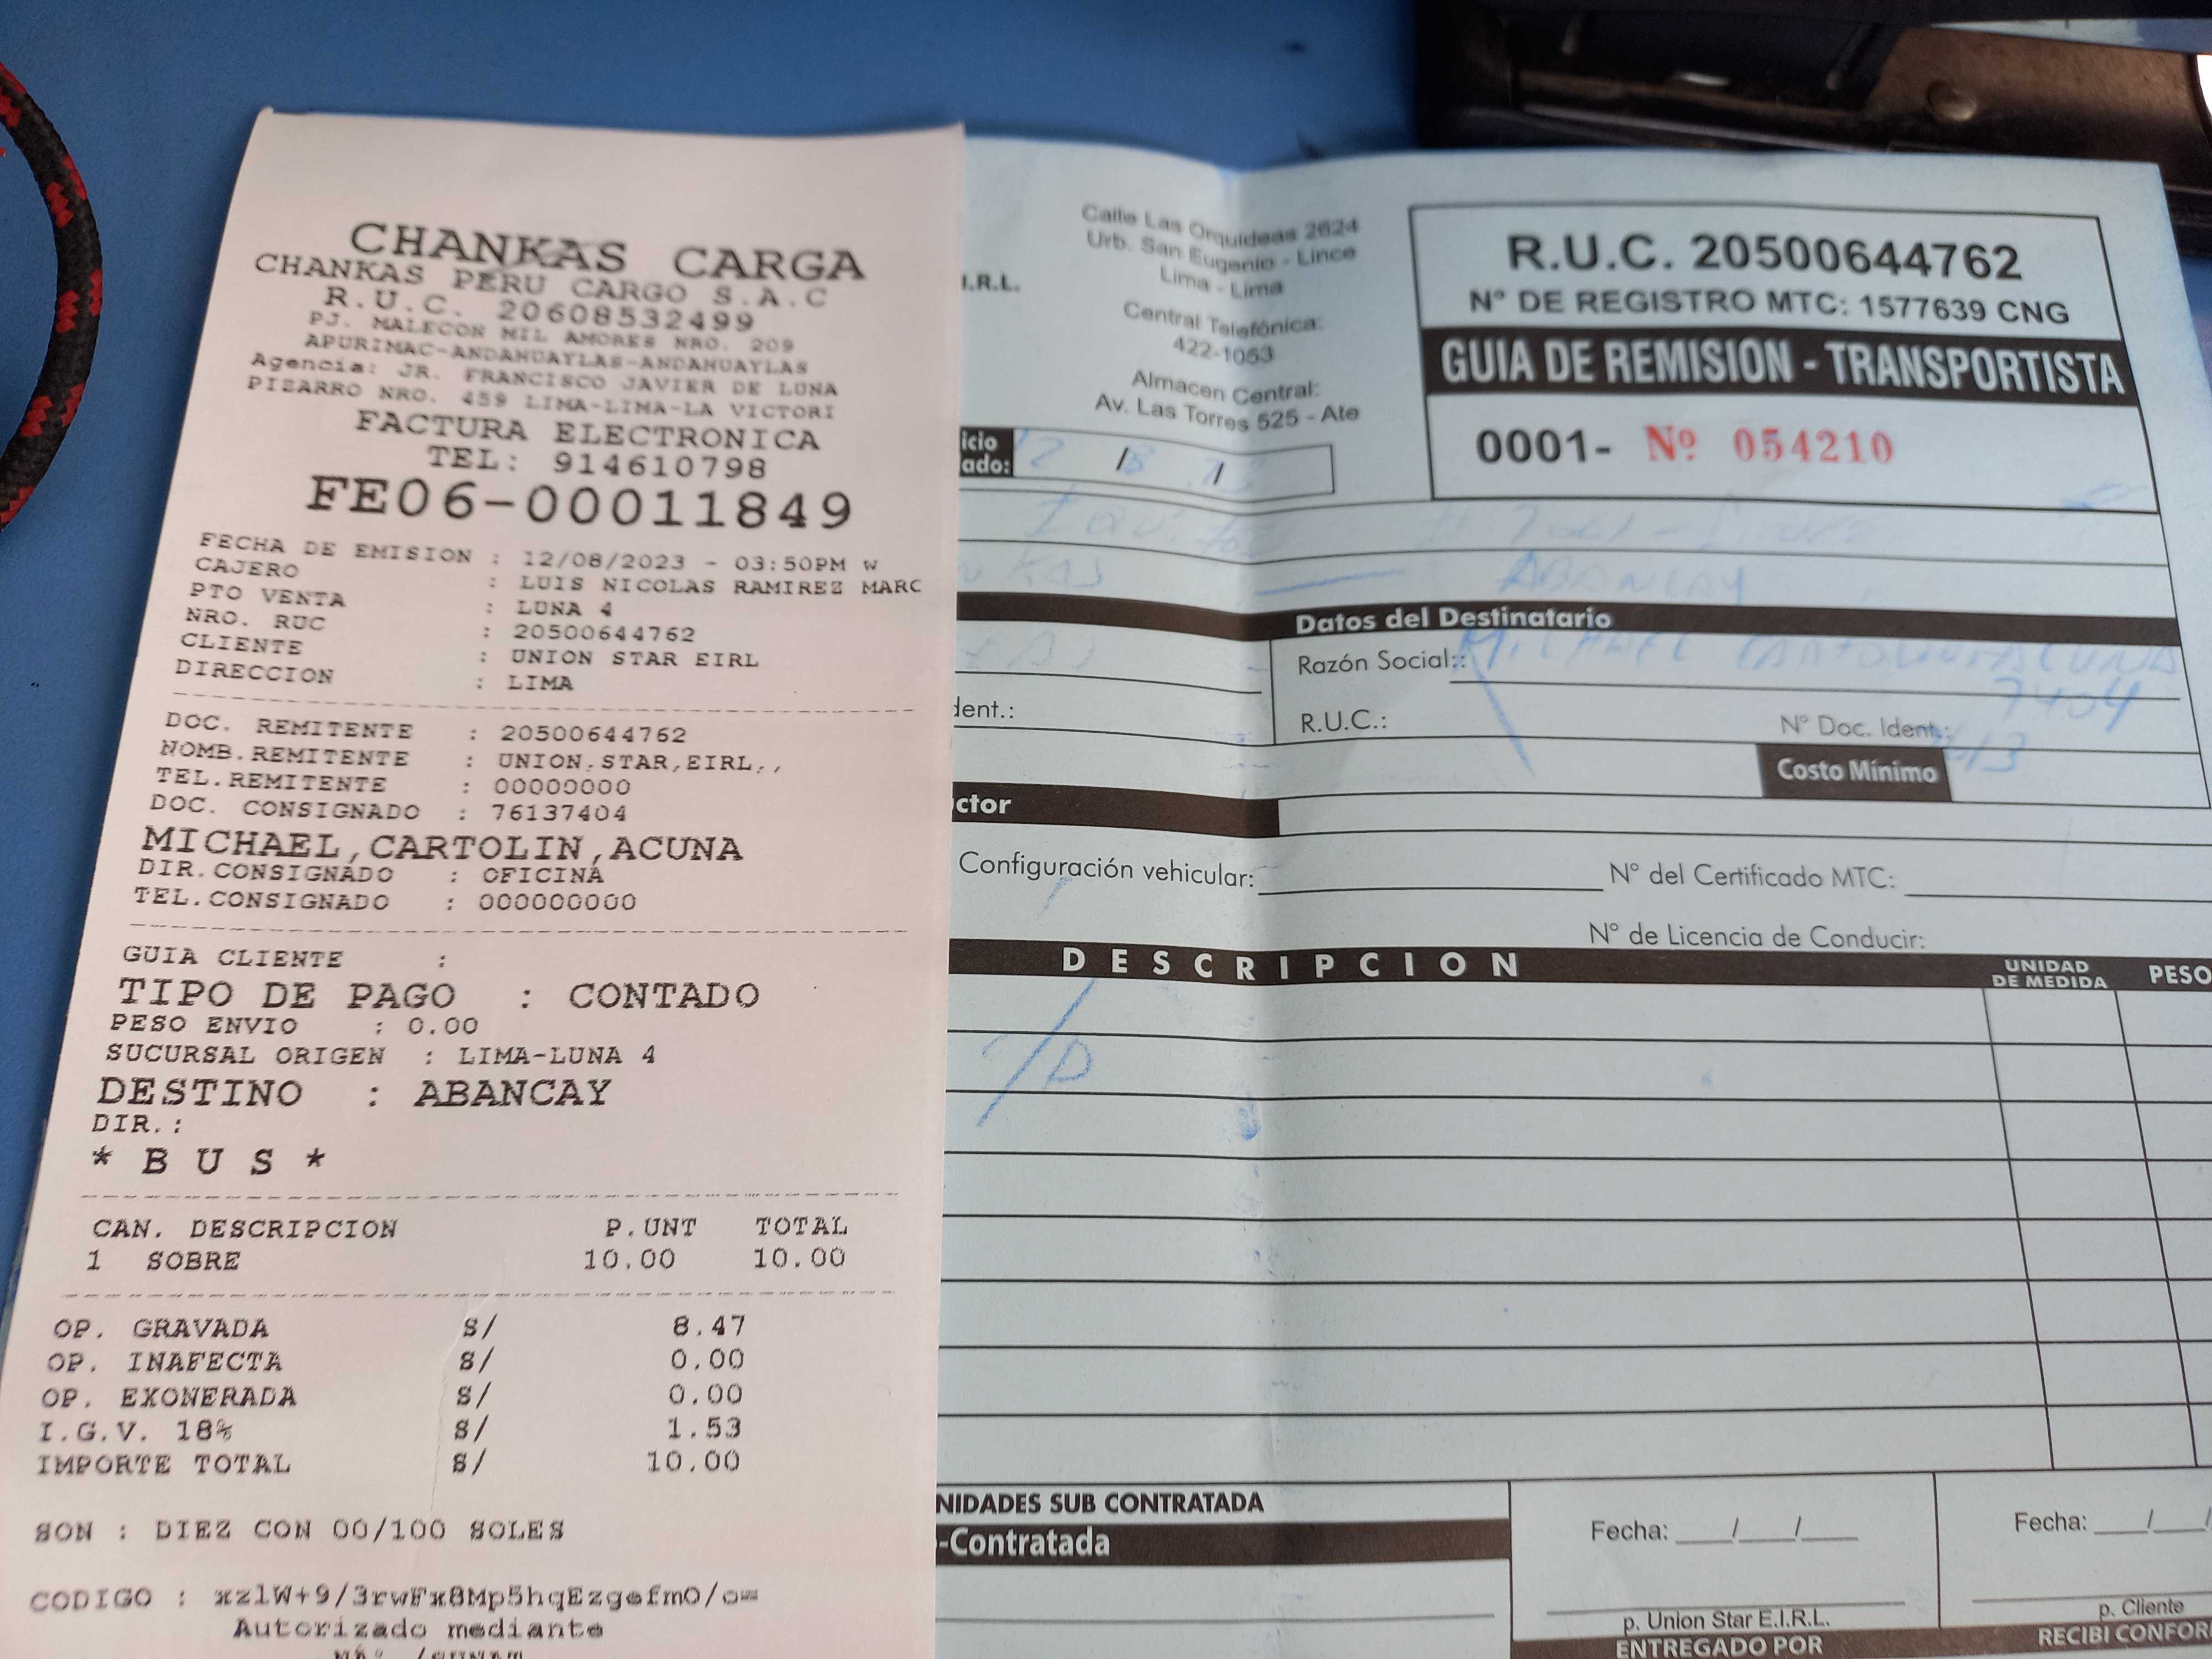 CHANKAS CARGA
CHANKAS PERU CARGO S.A.C
R.U.C. 20608532499
PJ. MALECON MIL AMORES NRO. 209
APURIMAC-ANDAHUAYLAS-ANDAHUAYLAS
Agencia: JR. FRANCISCO JAVIER DE LUNA
PIZARRO NRO. 459 LIMA-LIMA-LA VICTORI
FACTURA ELECTRONICA
TEL: 914610798
FE06-00011849
FECHA DE EMISION : 12/08/2023 - 03:50PM W
CAJERO : LUIS NICOLAS RAMIREZ MARC
PTO VENTA : LUNA 4
NRO. RUC : 20500644762
CLIENTE : UNION STAR EIRL
DIRECCION : LIMA
DOC. REMITENTE : 20500644762
NOMB.REMITENTE : UNION,STAR,EIRL,,
TEL.REMITENTE : 00000000
DOC. CONSIGNADO : 76137404
MICHAEL,CARTOLIN,ACUNA
DIR.CONSIGNADO : OFICINA
TEL.CONSIGNADO : 000000000
GUIA CLIENTE :
TIPO DE PAGO : CONTADO
PESO ENVIO : 0.00
SUCURSAL ORIGEN : LIMA-LUNA 4
DESTINO : ABANCAY
DIR.:
* B U S *
CAN. DESCRIPCION P.UNT TOTAL
1 SOBRE 10.00 10.00
OP. GRAVADA S/ 8.47
OP. INAFECTA S/ 0.00
OP. EXONERADA S/ 0.00
I.G.V. 18% S/ 1.53
IMPORTE TOTAL S/ 10.00
SON : DIEZ CON 00/100 SOLES
CODIGO : xzlW+9/3rwFx8Mp5hqEzgefmO/o=
Autorizado mediante
I.R.L.
Calle Las Orquideas 2624
Urb. San Eugenio - Lince
Lima - Lima
Central Telefónica:
422-1053
Almacen Central:
Av. Las Torres 525 - Ate
R.U.C. 20500644762
N° DE REGISTRO MTC: 1577639 CNG
GUIA DE REMISION - TRANSPORTISTA
0001- Nº 054210
icio
ado: / /
KAS ABANCAY
Datos del Destinatario
Razón Social:: MICHAEL
7404
dent.: R.U.C.: N° Doc. Ident.: 613
Costo Mínimo
ctor
Configuración vehicular: N° del Certificado MTC:
N° de Licencia de Conducir:
DESCRIPCION UNIDAD DE MEDIDA PESO
NIDADES SUB CONTRATADA
-Contratada
Fecha: / / Fecha: / /
p. Union Star E.I.R.L. p. Cliente
ENTREGADO POR RECIBI CONFOR